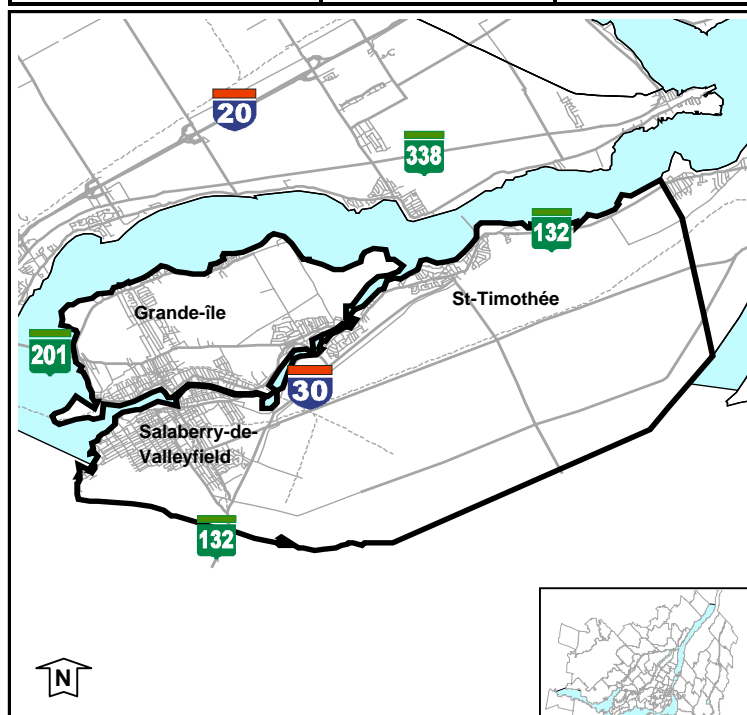 20
338
132
Grande-île
St-Timothée
201
30
Salaberry-de-
Valleyfield
132
N